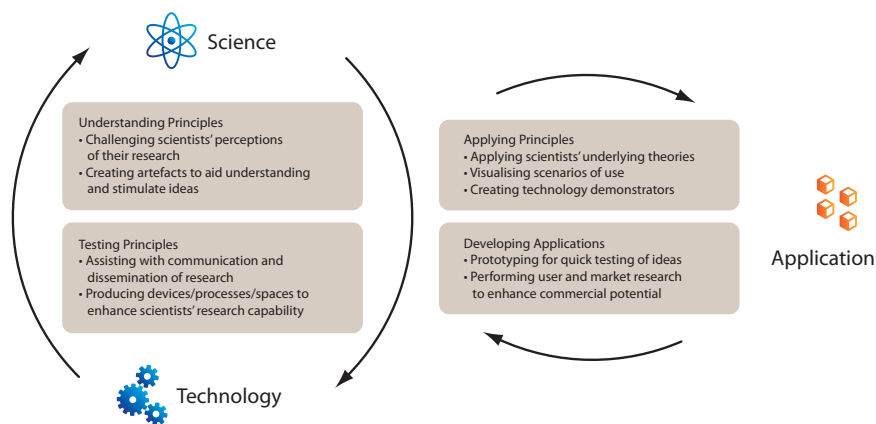 Science
Understanding Principles
• Challenging scientists’ perceptions
of their research
• Creating artefacts to aid understanding
and stimulate ideas
Testing Principles
• Assisting with communication and
dissemination of research
• Producing devices/processes/spaces to
enhance scientists’ research capability
Technology
Applying Principles
• Applying scientists’ underlying theories
• Visualising scenarios of use
• Creating technology demonstrators
Developing Applications
• Prototyping for quick testing of ideas
• Performing user and market research
to enhance commercial potential
Application